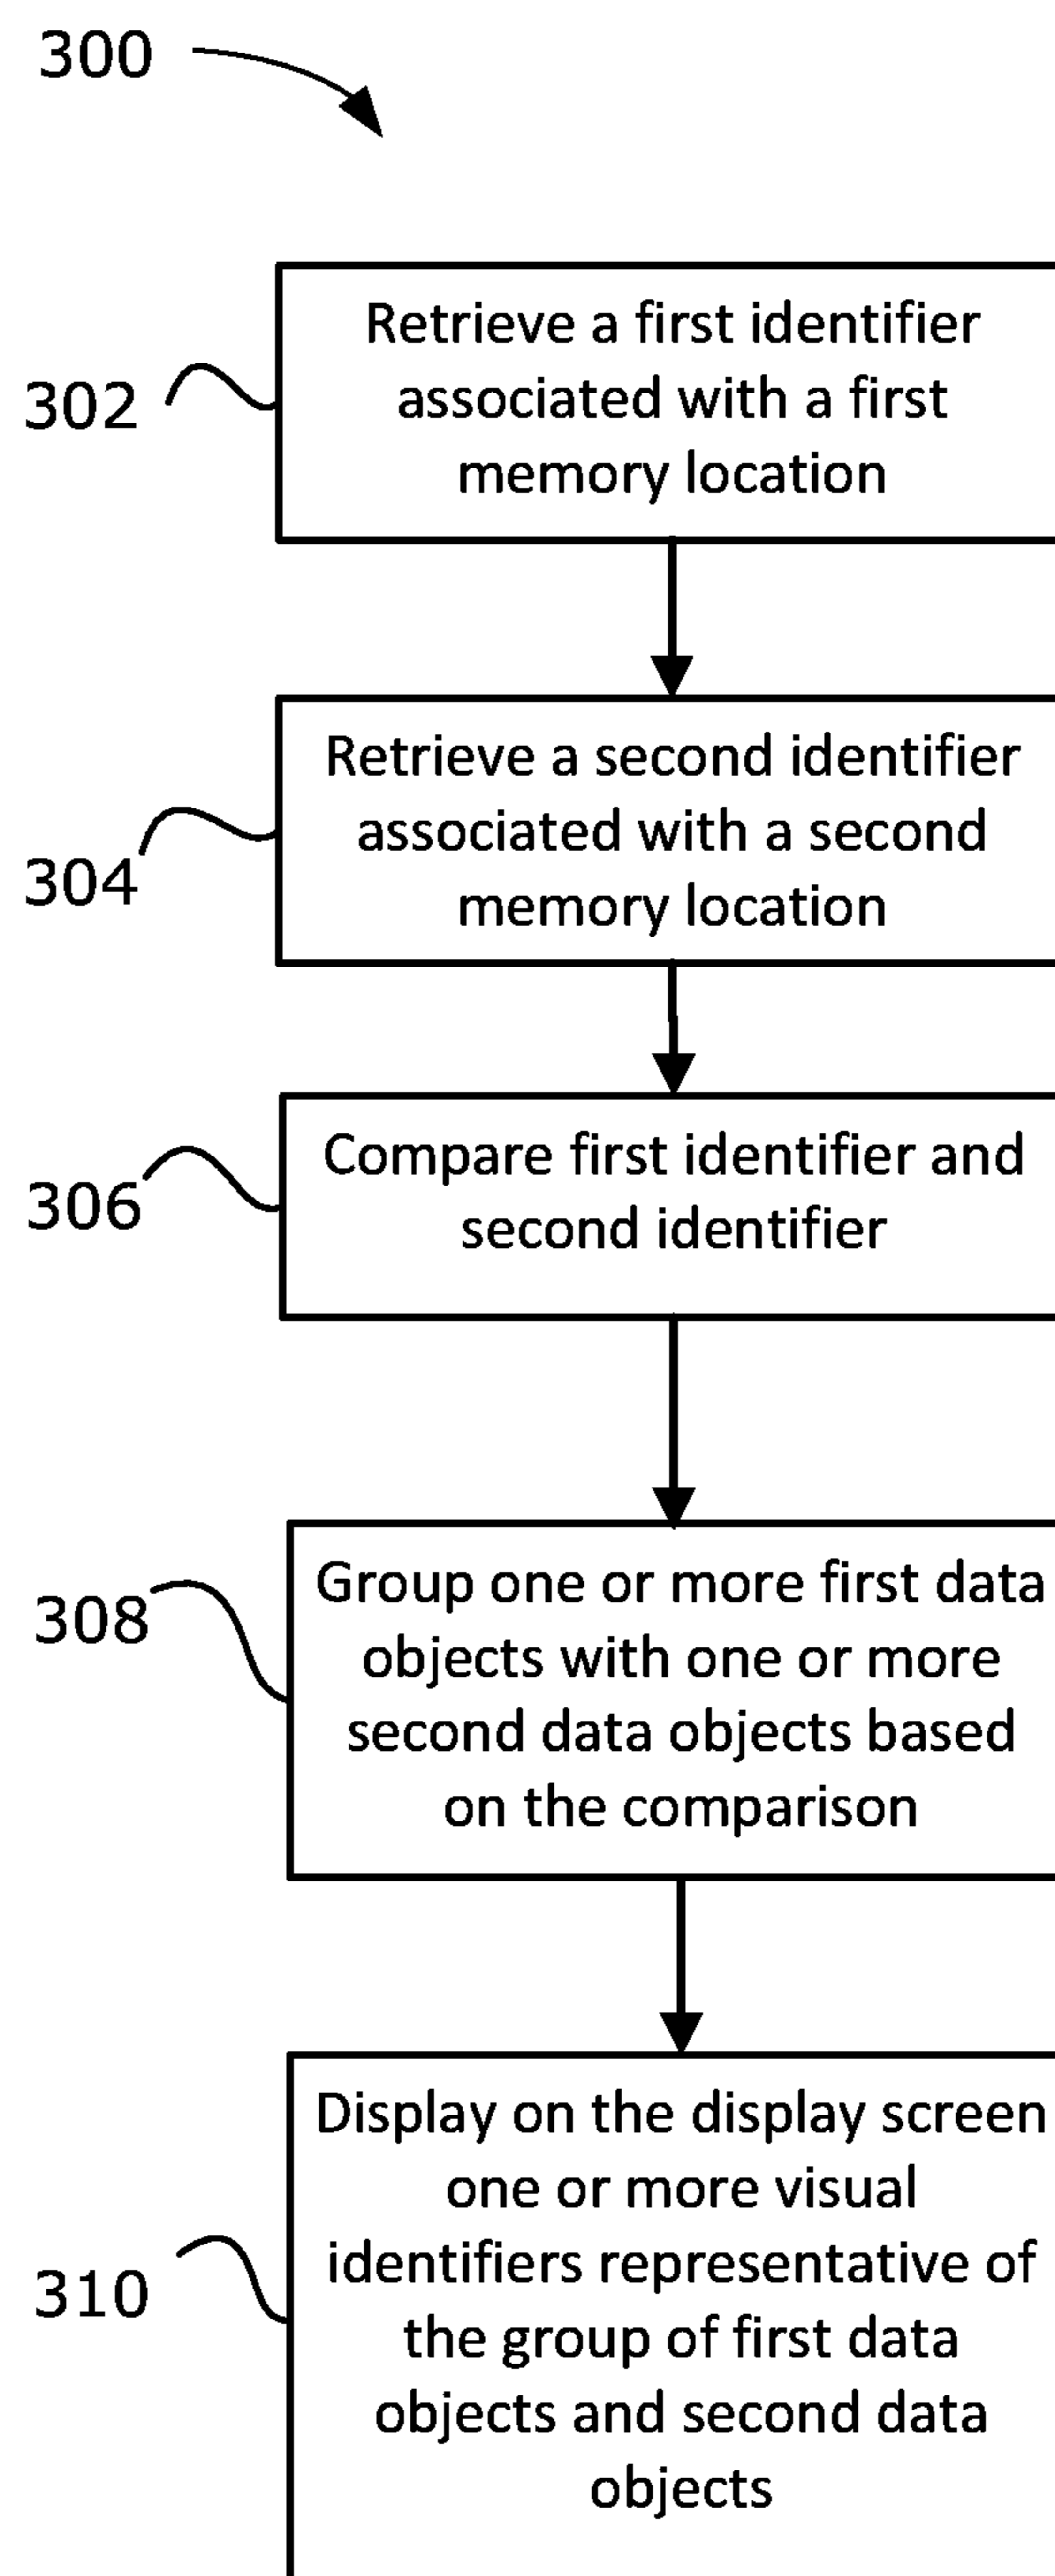 300
302
Retrieve a first identifier
associated with a first
memory location
304
Retrieve a second identifier
associated with a second
memory location
306
Compare first identifier and
second identifier
308
Group one or more first data
objects with one or more
second data objects based
on the comparison
310
Display on the display screen
one or more visual
identifiers representative of
the group of first data
objects and second data
objects